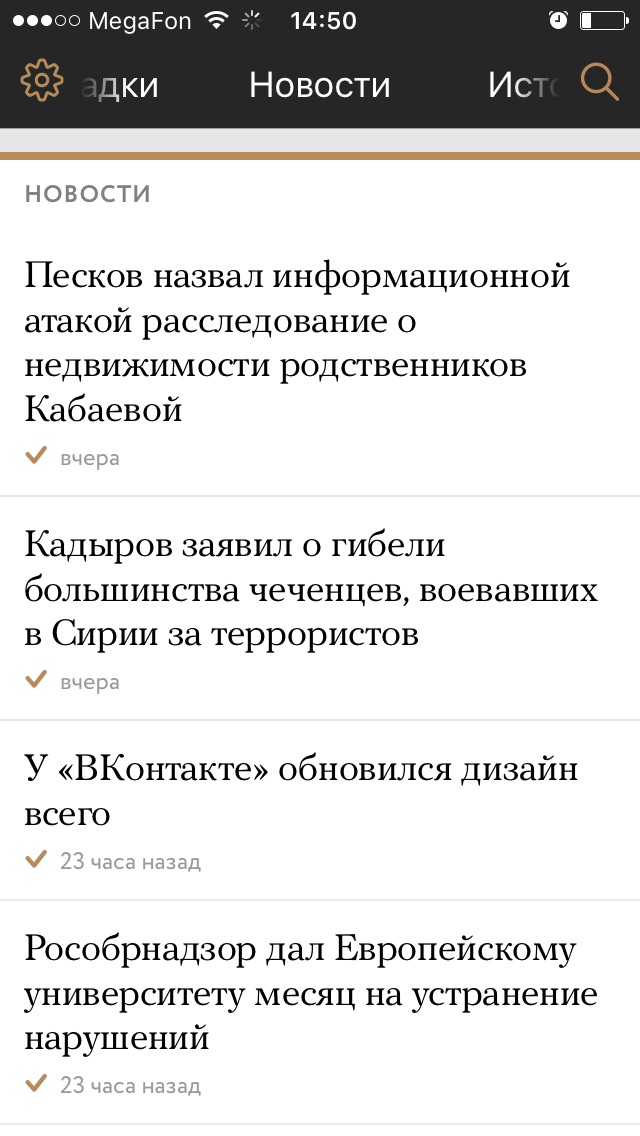 MegaFon 14:50
адки Новости Исто
НОВОСТИ
Песков назвал информационной
атакой расследование о
недвижимости родственников
Кабаевой
вчера
Кадыров заявил о гибели
большинства чеченцев, воевавших
в Сирии за террористов
вчера
У «ВКонтакте» обновился дизайн
всего
23 часа назад
Рособрнадзор дал Европейскому
университету месяц на устранение
нарушений
23 часа назад